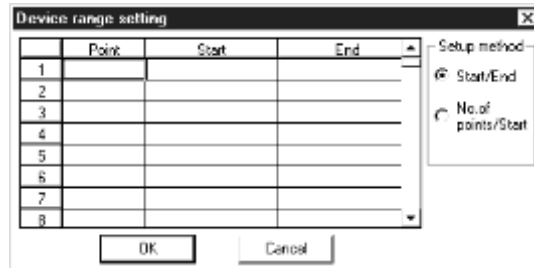 Device range setting
Point Start End
1
2
3
4
5
6
7
8
Setup method
Start/End
No.of
points/Start
OK Cancel